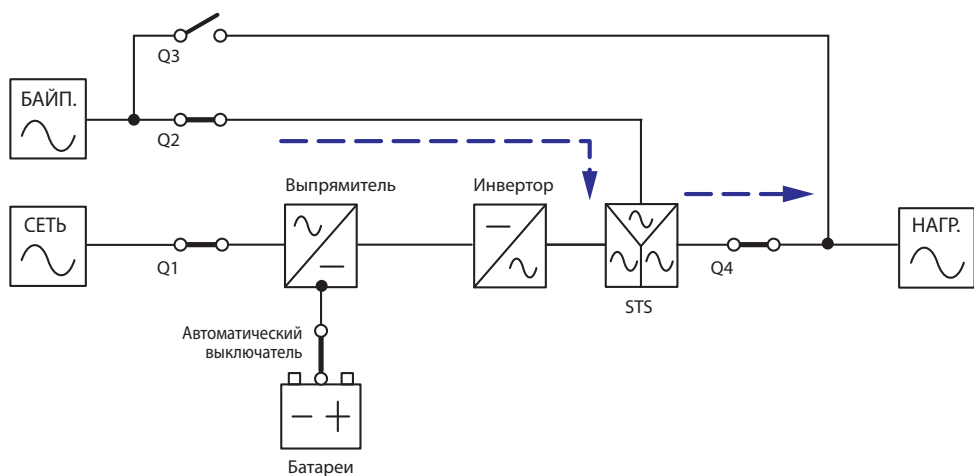 Q3
БАЙП.
Q2
Выпрямитель
Инвертор
СЕТЬ
НАГР.
Q1
Q4
STS
Автоматический
выключатель
Батареи